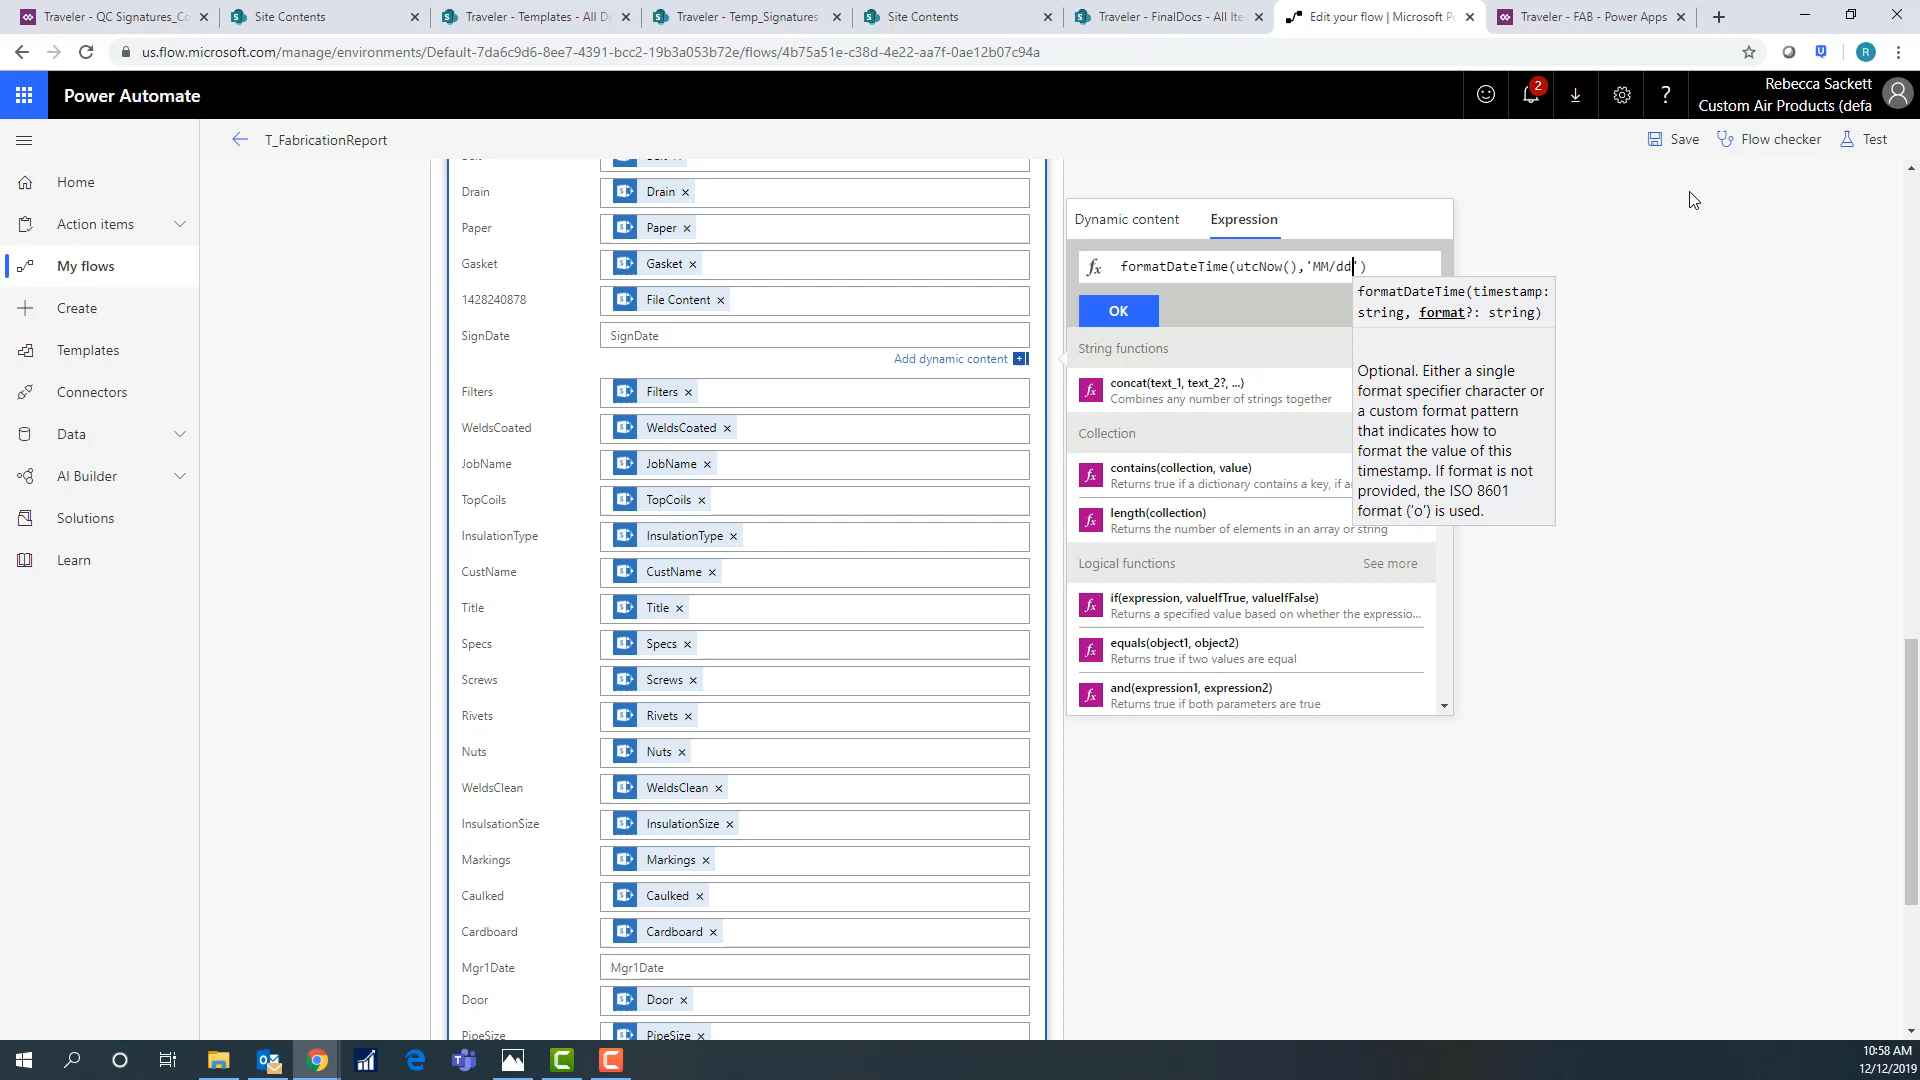 Traveler - QC Signatures_Co
Site Contents
Traveler - Templates - All D
Traveler - Temp_Signatures
Site Contents
Traveler - FinalDocs - All Ite
Edit your flow | Microsoft P
Traveler - FAB - Power Apps
us.flow.microsoft.com/manage/environments/Default-7da6c9d6-8ee7-4391-bcc2-19b3a053b72e/flows/4b75a51e-c38d-4e22-aa7f-0ae12b07c94a
R
Power Automate
2
?
Rebecca Sackett
Custom Air Products (defa
T_FabricationReport
Save
Flow checker
Test
Home
Action items
My flows
Create
Templates
Connectors
Data
AI Builder
Solutions
Learn
Drain Drain
Paper Paper
Gasket Gasket
1428240878 File Content
SignDate SignDate
Add dynamic content
Filters Filters
WeldsCoated WeldsCoated
JobName JobName
TopCoils TopCoils
InsulationType InsulationType
CustName CustName
Title Title
Specs Specs
Screws Screws
Rivets Rivets
Nuts Nuts
WeldsClean WeldsClean
InsulsationSize InsulationSize
Markings Markings
Caulked Caulked
Cardboard Cardboard
Mgr1Date Mgr1Date
Door Door
PipeSize PipeSize
Dynamic content
Expression
fx formatDateTime(utcNow(),'MM/dd')
OK
formatDateTime(timestamp:
string, format?: string)
Optional. Either a single
format specifier character or
a custom format pattern
that indicates how to
format the value of this
timestamp. If format is not
provided, the ISO 8601
format ('o') is used.
String functions
fx concat(text_1, text_2?, ...)
Combines any number of strings together
Collection
fx contains(collection, value)
Returns true if a dictionary contains a key, if ar
fx length(collection)
Returns the number of elements in an array or string
Logical functions
See more
fx if(expression, valueIfTrue, valueIfFalse)
Returns a specified value based on whether the expressio...
fx equals(object1, object2)
Returns true if two values are equal
fx and(expression1, expression2)
Returns true if both parameters are true
10:58 AM
12/12/2019